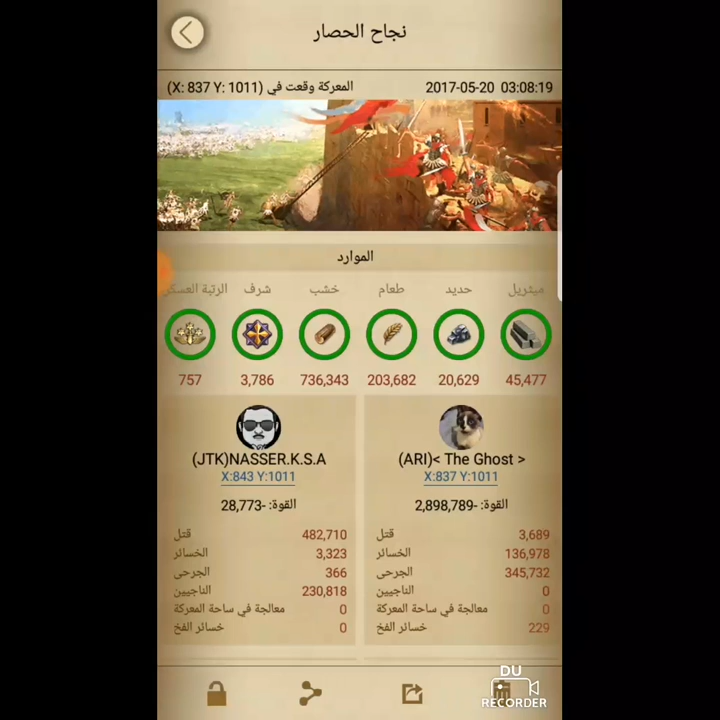 نجاح الحصار
المعركة وقعت في (X: 837 Y: 1011) 2017-05-20 03:08:19
الموارد
ميثريل حديد طعام خشب شرف الرتبة العسكر
757 3,786 736,343 203,682 20,629 45,477
(JTK)NASSER.K.S.A
X:843 Y:1011
القوة: -28,773
قتل 482,710
الخسائر 3,323
الجرحى 366
الناجيين 230,818
معالجة في ساحة المعركة 0
خسائر الفخ 0
(ARI)< The Ghost >
X:837 Y:1011
القوة: -2,898,789
قتل 3,689
الخسائر 136,978
الجرحى 345,732
الناجيين 0
معالجة في ساحة المعركة 0
خسائر الفخ 229
DU
RECORDER